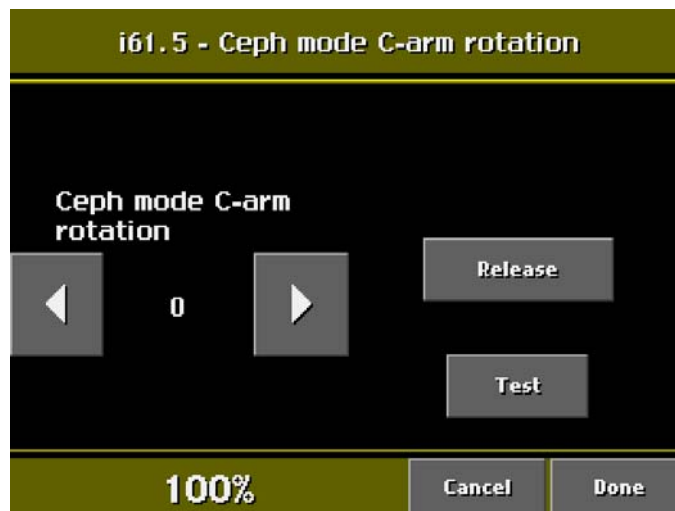 i61.5 - Ceph mode C-arm rotation
Ceph mode C-arm
rotation
0
Release
Test
100%
Cancel
Done